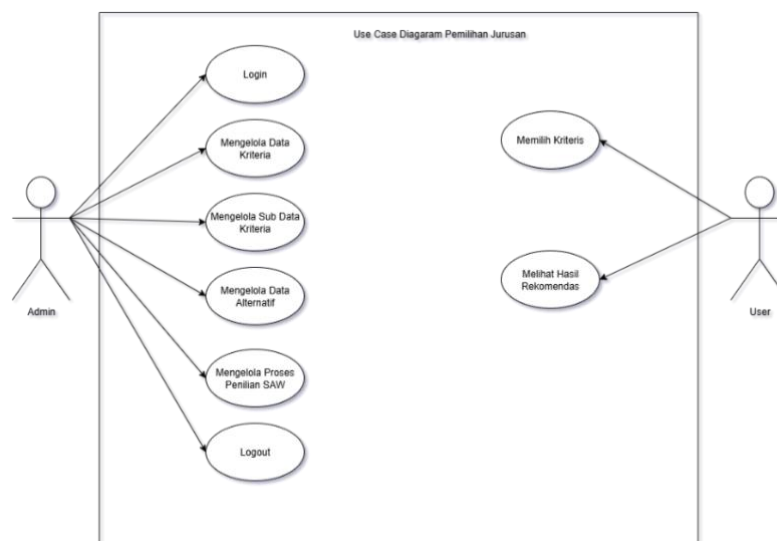 Use Case Diagaram Pemilihan Jurusan
Login
Mengelola Data
Kriteria
Mengelola Sub Data
Kriteria
Mengelola Data
Alternatif
Mengelola Proses
Penilian SAW
Logout
Admin
Memilih Kriteris
Melihat Hasil
Rekomendas
User